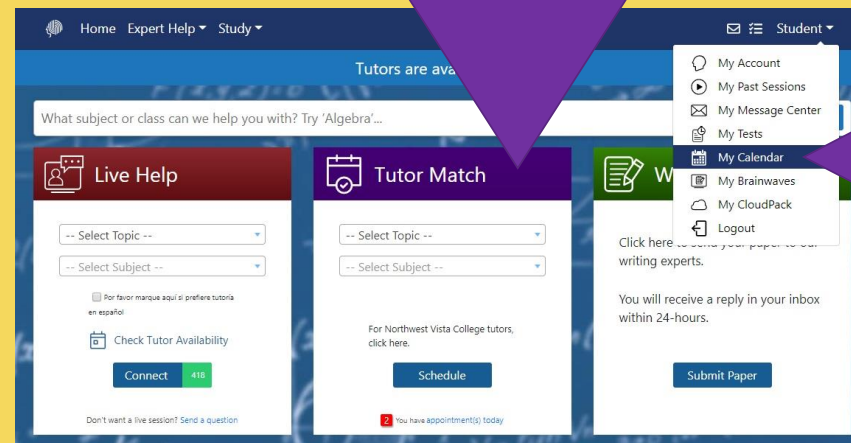 Home Expert Help Study Student
Tutors are
What subject or class can we help you with? Try 'Algebra'...
My Account
My Past Sessions
My Message Center
My Tests
My Calendar
My Brainwaves
My CloudPack
Logout
Live Help
-- Select Topic --
-- Select Subject --
Por favor marque aquí si prefiere tutoría
en español
Check Tutor Availability
Connect 418
Don't want a live session? Send a question
Tutor Match
-- Select Topic --
-- Select Subject --
For Northwest Vista College tutors,
click here.
Schedule
2 You have appointment(s) today
Click here to send your paper to our
writing experts.
You will receive a reply in your inbox
within 24-hours.
Submit Paper